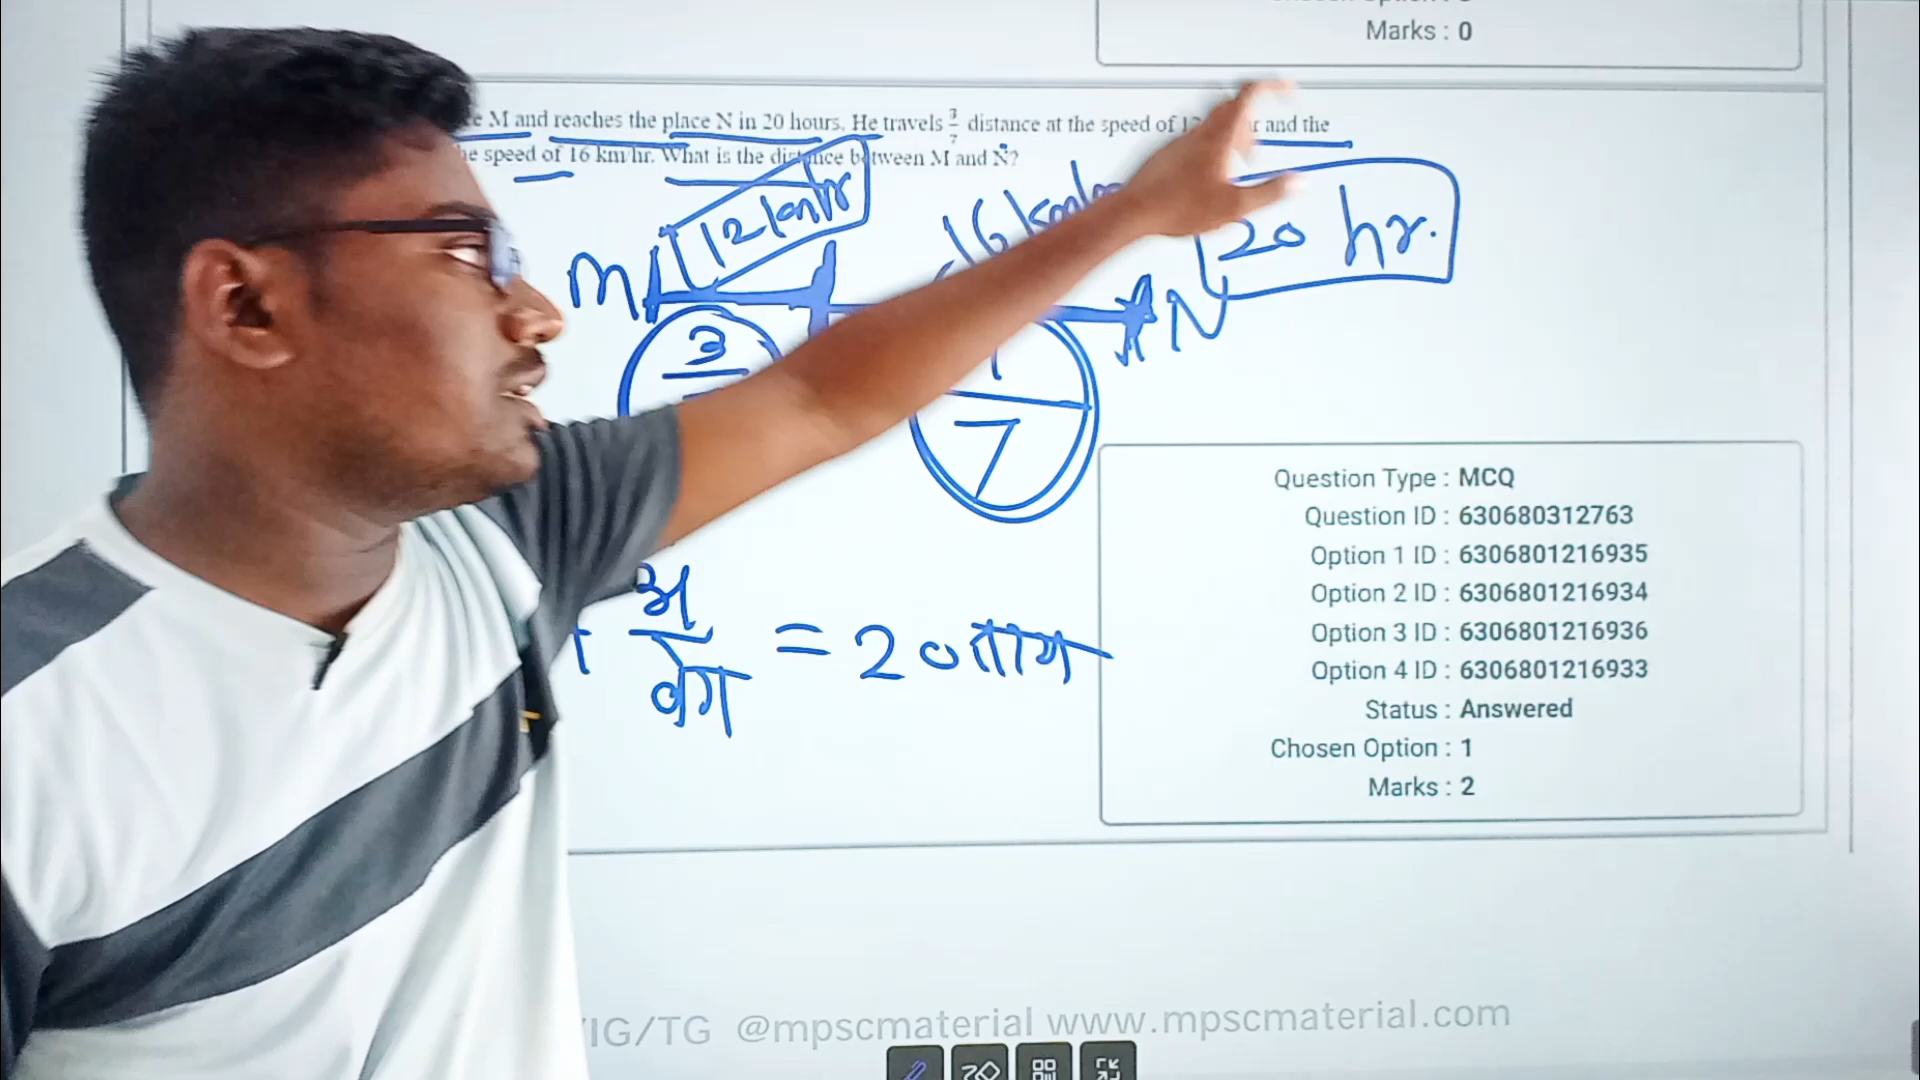 Marks : 0
M and reaches the place N in 20 hours. He travels 3/7 distance at the speed of and the
speed of 16 km/hr. What is the distance between M and N?
12 km/hr
16 km/hr
20 hr.
M
N
3
7
Question Type : MCQ
Question ID : 630680312763
Option 1 ID : 6306801216935
Option 2 ID : 6306801216934
Option 3 ID : 6306801216936
Option 4 ID : 6306801216933
Status : Answered
Chosen Option : 1
Marks : 2
+ अं/वेग = 20 तास
/IG/TG @mpscmaterial www.mpscmaterial.com